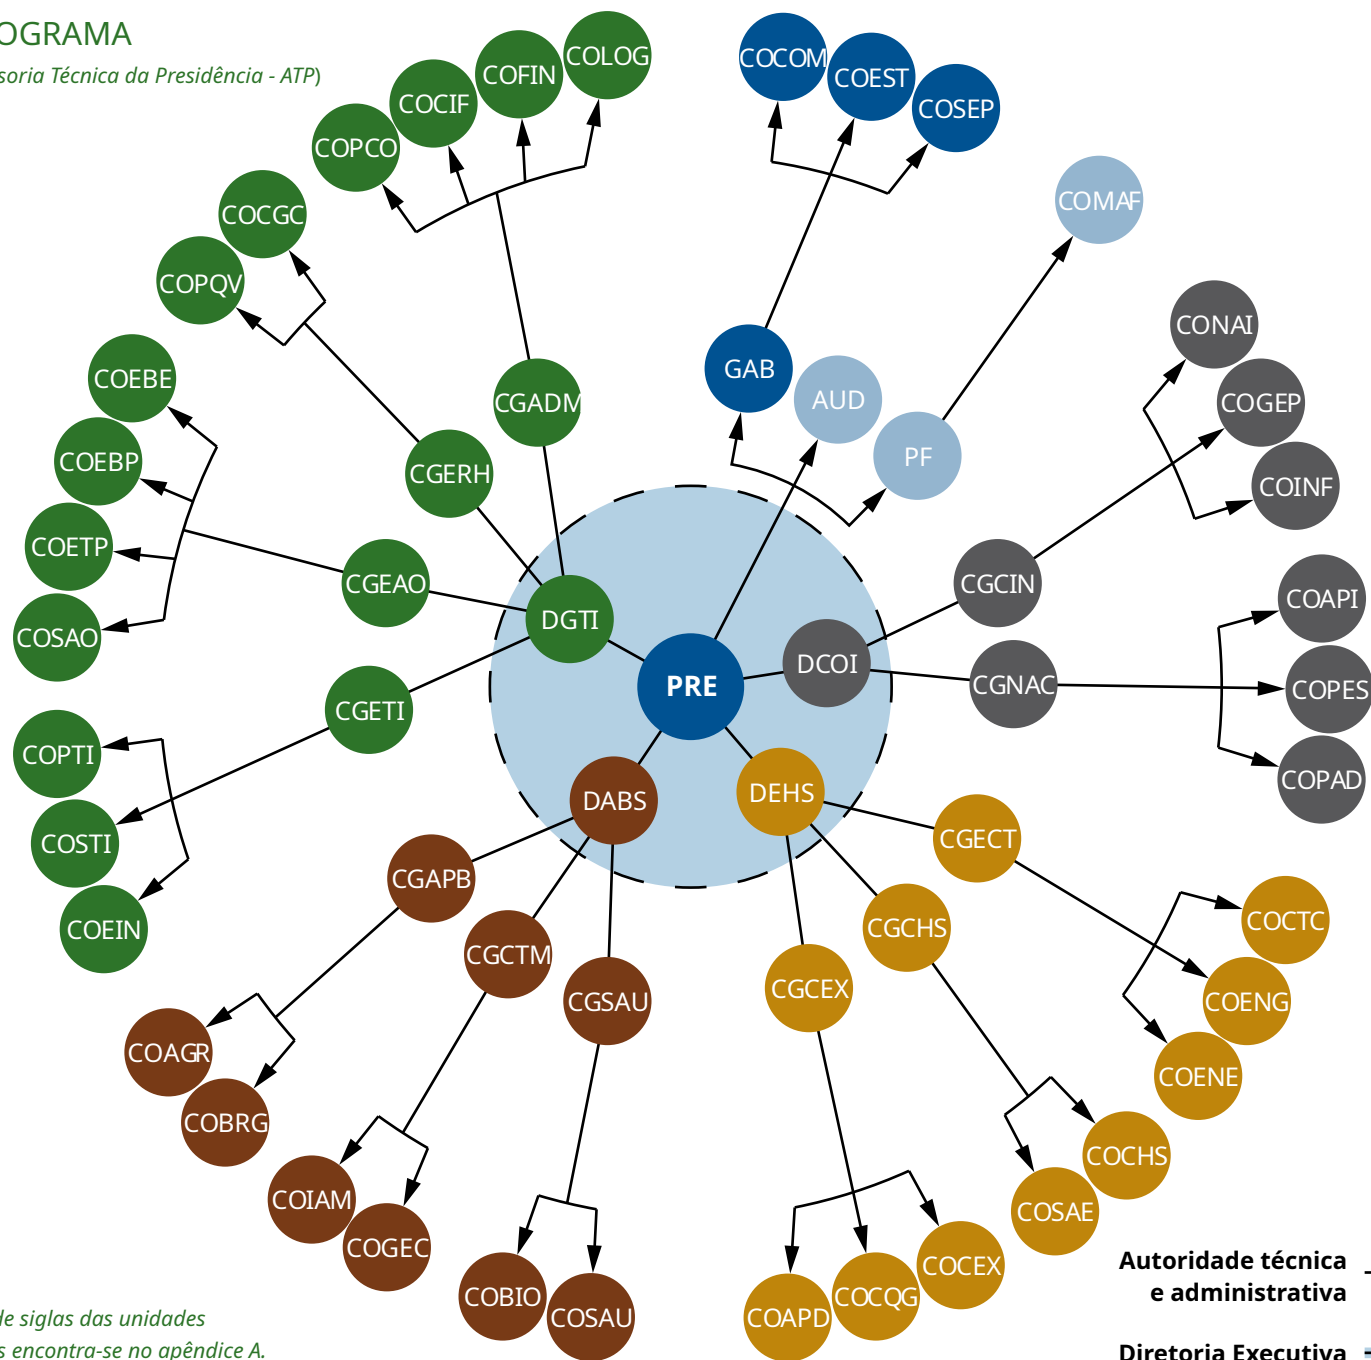 OGRAMA
soria Técnica da Presidência - ATP)
COLOG
COFIN
COCIF
COPCO
COCGC
COPQV
COEBE
COEBP
COETP
COSAO
COPTI
COSTI
COEIN
COCOM
COEST
COSEP
COMAF
GAB
AUD
PF
CGADM
CGERH
CGEAO
CGETI
DGTI
PRE
DCOI
DABS
DEHS
CGCIN
CGNAC
CONAI
COGEP
COINF
COAPI
COPES
COPAD
CGECT
CGCHS
CGCEX
CGAPB
CGCTM
CGSAU
COCTC
COENG
COENE
COCHS
COSAE
COCEX
COCQG
COAPD
COAGR
COBRG
COIAM
COGEC
COBIO
COSAU
Autoridade técnica
e administrativa
Diretoria Executiva
de siglas das unidades
s encontra-se no apêndice A.